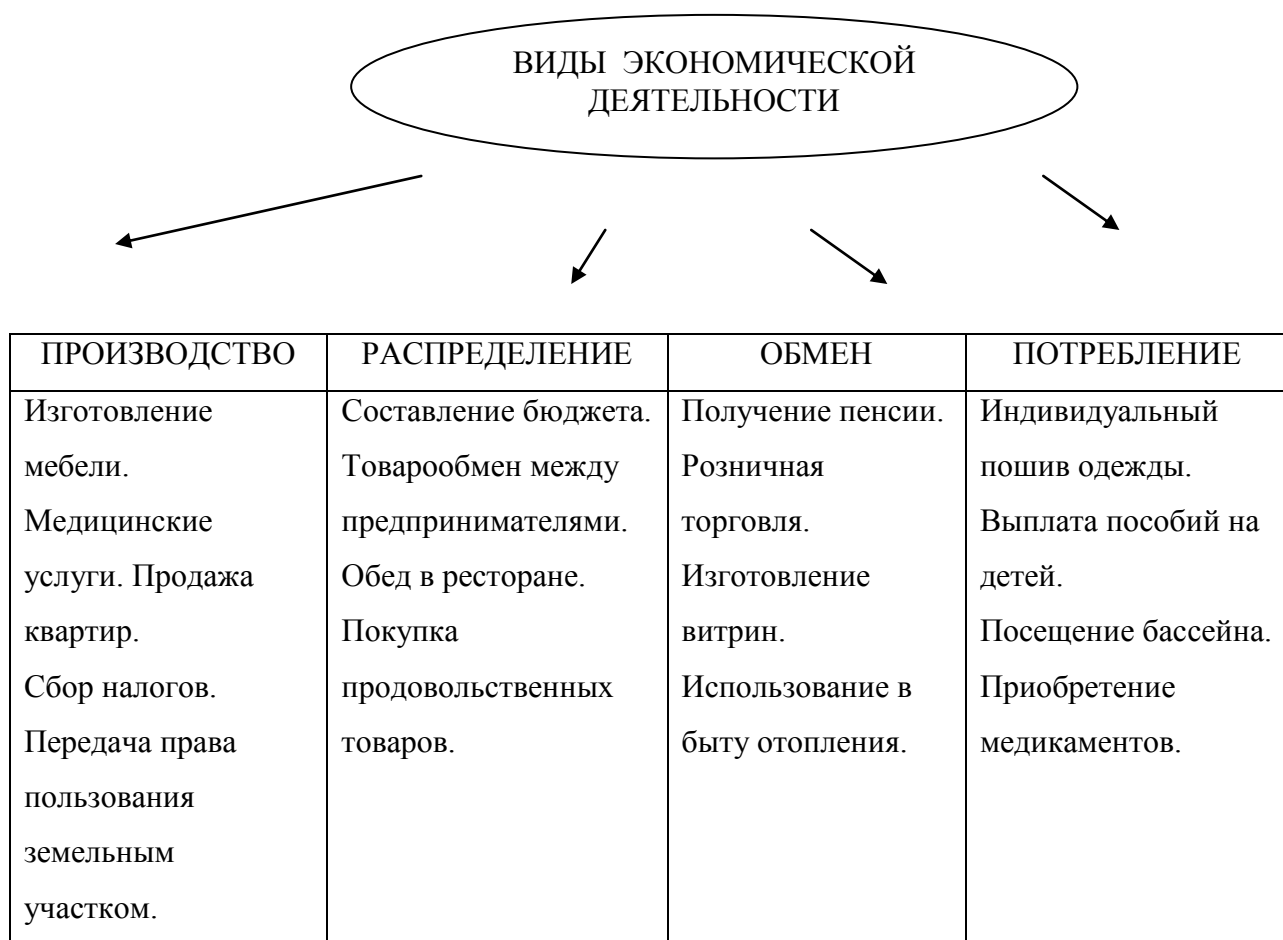 ВИДЫ ЭКОНОМИЧЕСКОЙ
ДЕЯТЕЛЬНОСТИ
ПРОИЗВОДСТВО
РАСПРЕДЕЛЕНИЕ
ОБМЕН
ПОТРЕБЛЕНИЕ
Изготовление
мебели.
Медицинские
услуги. Продажа
квартир.
Сбор налогов.
Передача права
пользования
земельным
участком.
Составление бюджета.
Товарообмен между
предпринимателями.
Обед в ресторане.
Покупка
продовольственных
товаров.
Получение пенсии.
Розничная
торговля.
Изготовление
витрин.
Использование в
быту отопления.
Индивидуальный
пошив одежды.
Выплата пособий на
детей.
Посещение бассейна.
Приобретение
медикаментов.